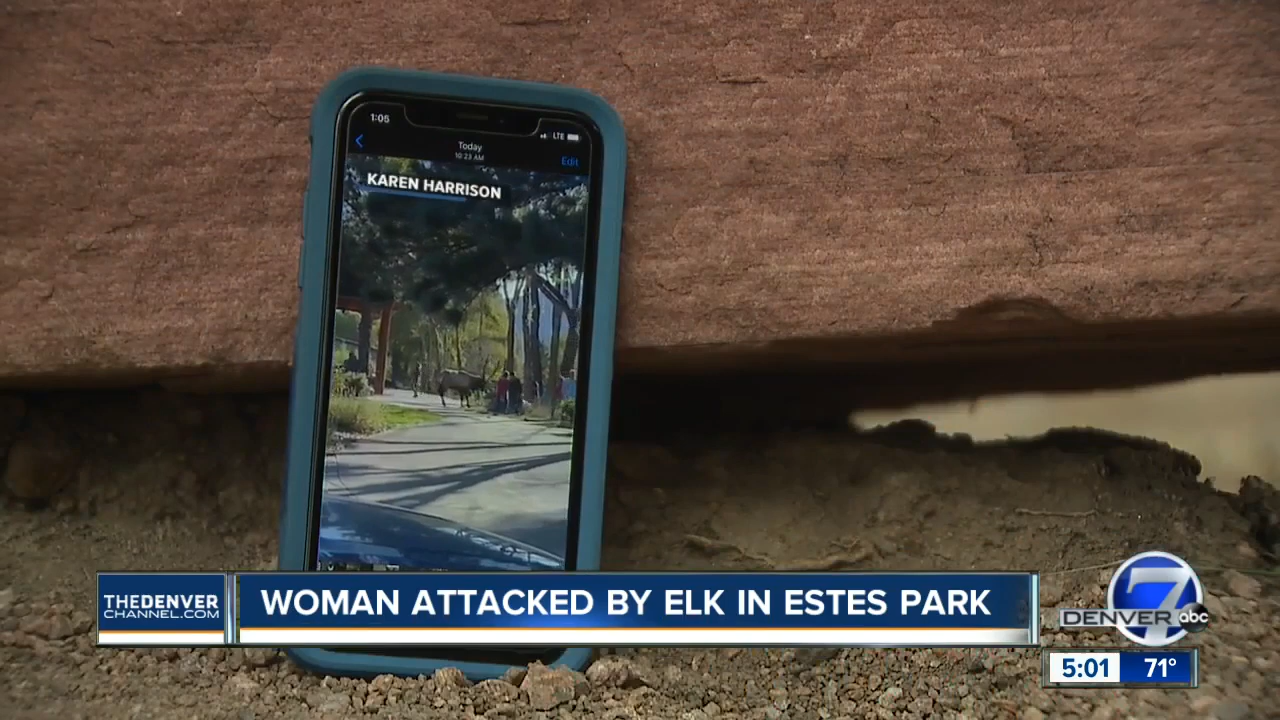 1:05
LTE
Today
10:23 AM
Edit
KAREN HARRISON
THEDENVER
CHANNEL.COM
WOMAN ATTACKED BY ELK IN ESTES PARK
7
DENVER
abc
5:01 71°